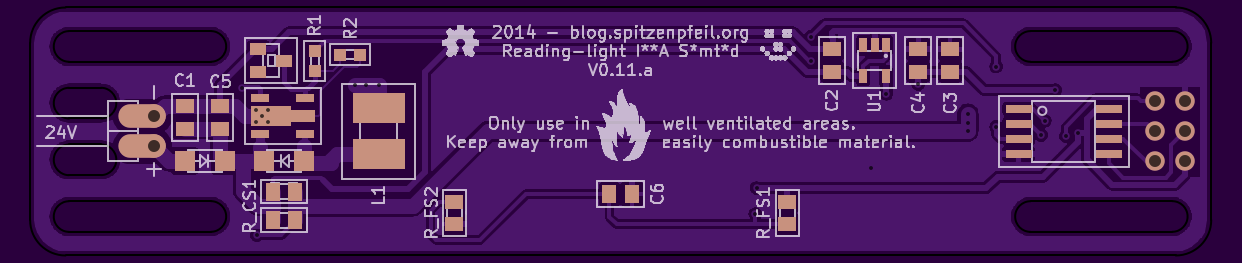 R1
R2
2014 – blog.spitzenpfeil.org
Reading-light I**A S*mt*d
V0.11.a
C1
C5
–
24V
+
C2
U1
C4
C3
Only use in well ventilated areas.
Keep away from easily combustible material.
L1
R_CS1
R_FS2
C6
R_FS1